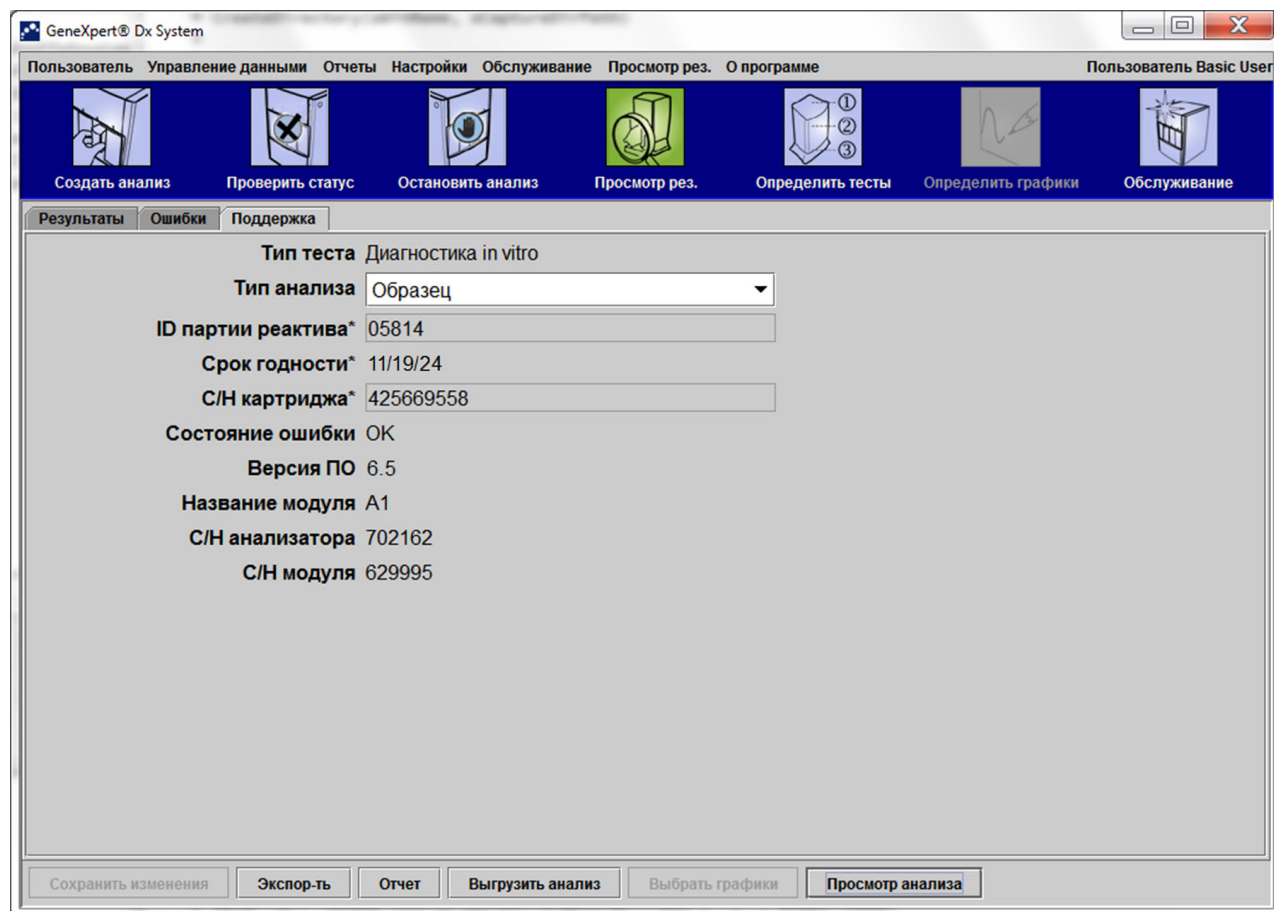 GeneXpert® Dx System
Пользователь Управление данными Отчеты Настройки Обслуживание Просмотр рез. О программе Пользователь Basic User
① ② ③
Создать анализ Проверить статус Остановить анализ Просмотр рез. Определить тесты Определить графики Обслуживание
Результаты Ошибки Поддержка
Тип теста Диагностика in vitro
Тип анализа Образец
ID партии реактива* 05814
Срок годности* 11/19/24
С/Н картриджа* 425669558
Состояние ошибки OK
Версия ПО 6.5
Название модуля A1
С/Н анализатора 702162
С/Н модуля 629995
Сохранить изменения Экспор-ть Отчет Выгрузить анализ Выбрать графики Просмотр анализа